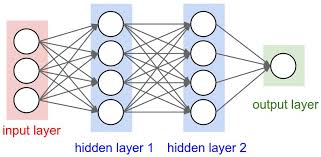 input layer
hidden layer 1
hidden layer 2
output layer